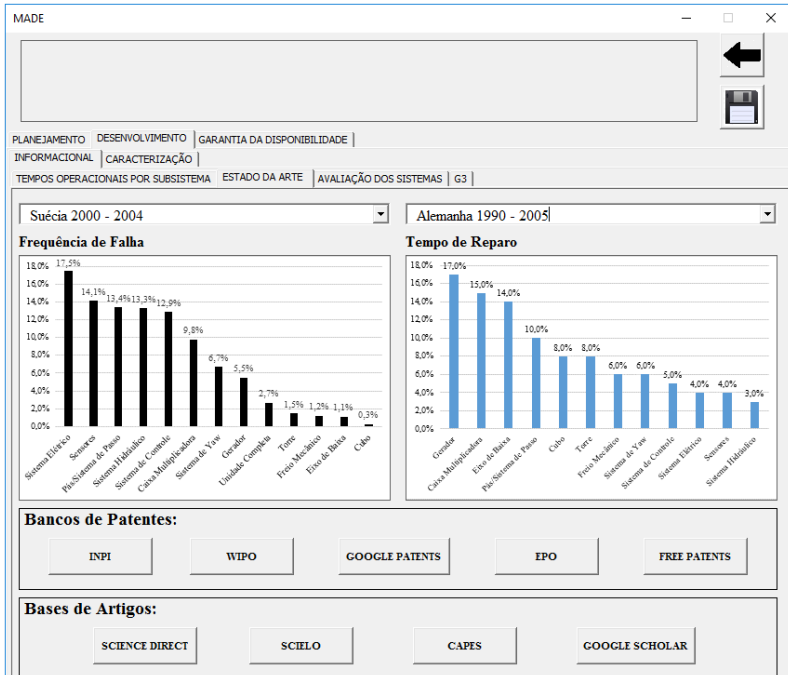 MADE
PLANEJAMENTO DESENVOLVIMENTO GARANTIA DA DISPONIBILIDADE
INFORMACIONAL CARACTERIZAÇÃO
TEMPOS OPERACIONAIS POR SUBSISTEMA ESTADO DA ARTE AVALIAÇÃO DOS SISTEMAS G3
Suécia 2000 - 2004
Alemanha 1990 - 2005
Frequência de Falha
18,0%
16,0%
14,0%
12,0%
10,0%
8,0%
6,0%
4,0%
2,0%
0,0%
17,5%
14,1%
13,4%
13,3%
12,9%
9,8%
6,7%
5,5%
2,7%
1,5%
1,2%
1,1%
0,3%
Sistema Elétrico
Sensores
Pás/Sistema de Passo
Sistema Hidráulico
Sistema de Controle
Caixa Multiplicadora
Sistema de Yaw
Gerador
Unidade Completa
Torre
Freio Mecânico
Eixo de Baixa
Cubo
Tempo de Reparo
18,0%
16,0%
14,0%
12,0%
10,0%
8,0%
6,0%
4,0%
2,0%
0,0%
17,0%
15,0%
14,0%
10,0%
8,0%
8,0%
6,0%
6,0%
5,0%
4,0%
4,0%
3,0%
Gerador
Caixa Multiplicadora
Eixo de Baixa
Pás/Sistema de Passo
Cubo
Torre
Freio Mecânico
Sistema de Yaw
Sistema de Controle
Sistema Elétrico
Sensores
Sistema Hidráulico
Bancos de Patentes:
INPI WIPO GOOGLE PATENTS EPO FREE PATENTS
Bases de Artigos:
SCIENCE DIRECT SCIELO CAPES GOOGLE SCHOLAR